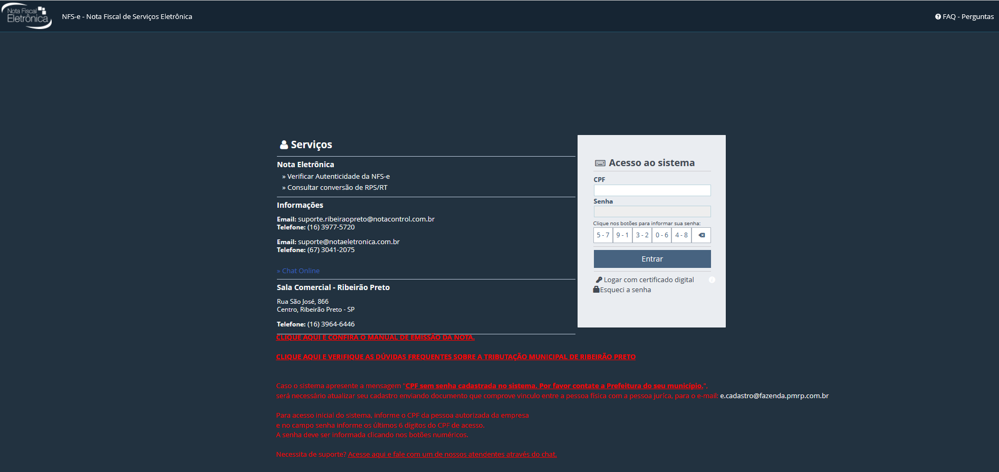 Nota Fiscal
Eletrônica
NFS-e - Nota Fiscal de Serviços Eletrônica
FAQ - Perguntas
Serviços
Nota Eletrônica
» Verificar Autenticidade da NFS-e
» Consultar conversão de RPS/RT
Informações
Email: suporte.ribeiraopreto@notacontrol.com.br
Telefone: (16) 3977-5720
Email: suporte@notaeletronica.com.br
Telefone: (67) 3041-2075
» Chat Online
Sala Comercial - Ribeirão Preto
Rua São José, 866
Centro, Ribeirão Preto - SP
Telefone: (16) 3964-6446
Acesso ao sistema
CPF
Senha
Clique nos botões para informar sua senha:
5 - 7 9 - 1 3 - 2 0 - 6 4 - 8
Entrar
Logar com certificado digital
Esqueci a senha
CLIQUE AQUI E CONFIRA O MANUAL DE EMISSÃO DA NOTA.
CLIQUE AQUI E VERIFIQUE AS DÚVIDAS FREQUENTES SOBRE A TRIBUTAÇÃO MUNICIPAL DE RIBEIRÃO PRETO
Caso o sistema apresente a mensagem "CPF sem senha cadastrada no sistema. Por favor contate a Prefeitura do seu município.",
será necessário atualizar seu cadastro enviando documento que comprove vínculo entre a pessoa física com a pessoa juríca, para o e-mail: e.cadastro@fazenda.pmrp.com.br
Para acesso inicial do sistema, informe o CPF da pessoa autorizada da empresa
e no campo senha informe os últimos 6 dígitos do CPF de acesso.
A senha deve ser informada clicando nos botões numéricos.
Necessita de suporte? Acesse aqui e fale com um de nossos atendentes através do chat.